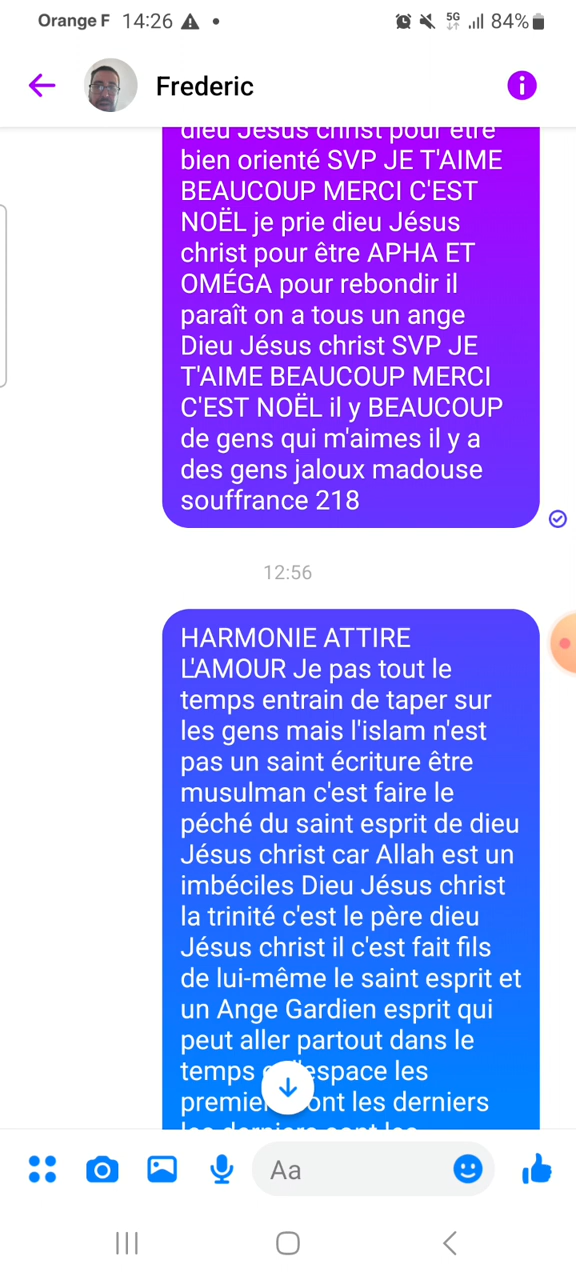 Orange F 14:26
5G 84%
Frederic
dieu Jésus christ pour être
bien orienté SVP JE T'AIME
BEAUCOUP MERCI C'EST
NOËL je prie dieu Jésus
christ pour être APHA ET
OMÉGA pour rebondir il
paraît on a tous un ange
Dieu Jésus christ SVP JE
T'AIME BEAUCOUP MERCI
C'EST NOËL il y BEAUCOUP
de gens qui m'aimes il y a
des gens jaloux madouse
souffrance 218
12:56
HARMONIE ATTIRE
L'AMOUR Je pas tout le
temps entrain de taper sur
les gens mais l'islam n'est
pas un saint écriture être
musulman c'est faire le
péché du saint esprit de dieu
Jésus christ car Allah est un
imbéciles Dieu Jésus christ
la trinité c'est le père dieu
Jésus christ il c'est fait fils
de lui-même le saint esprit et
un Ange Gardien esprit qui
peut aller partout dans le
temps l'espace les
premier sont les derniers
les derniers sont les
Aa